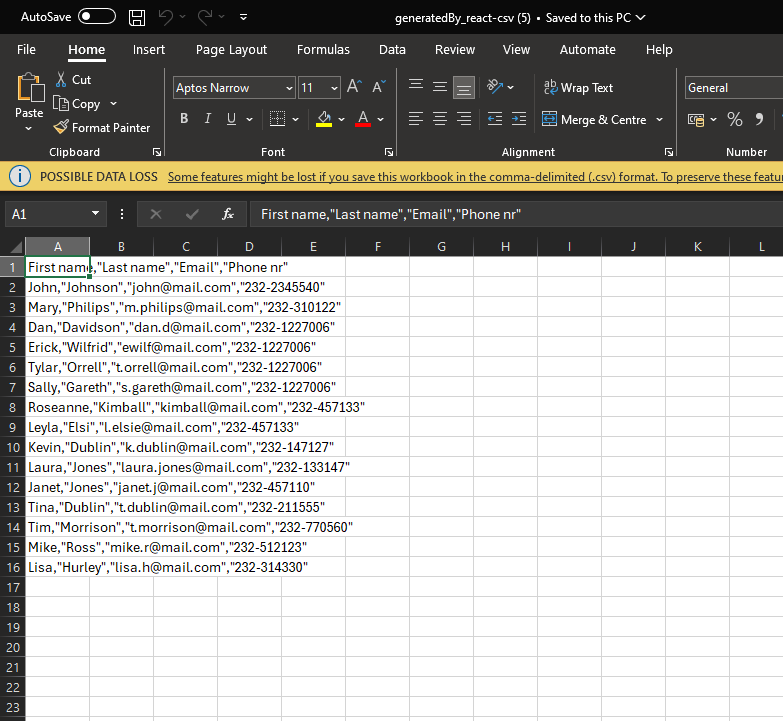 AutoSave
generatedBy_react-csv (5) • Saved to this PC
File Home Insert Page Layout Formulas Data Review View Automate Help
Paste
Cut
Copy
Format Painter
Clipboard
Aptos Narrow 11 A A
B I U A
Font
ab Wrap Text
Merge & Centre
Alignment
General
% 9
Number
POSSIBLE DATA LOSS Some features might be lost if you save this workbook in the comma-delimited (.csv) format. To preserve these
A1 fx First name,"Last name","Email","Phone nr"
A B C D E F G H I J K L
1 First name,"Last name","Email","Phone nr"
2 John,"Johnson","john@mail.com","232-2345540"
3 Mary,"Philips","m.philips@mail.com","232-310122"
4 Dan,"Davidson","dan.d@mail.com","232-1227006"
5 Erick,"Wilfrid","ewilf@mail.com","232-1227006"
6 Tylar,"Orrell","t.orrell@mail.com","232-1227006"
7 Sally,"Gareth","s.gareth@mail.com","232-1227006"
8 Roseanne,"Kimball","kimball@mail.com","232-457133"
9 Leyla,"Elsi","l.elsie@mail.com","232-457133"
10 Kevin,"Dublin","k.dublin@mail.com","232-147127"
11 Laura,"Jones","laura.jones@mail.com","232-133147"
12 Janet,"Jones","janet.j@mail.com","232-457110"
13 Tina,"Dublin","t.dublin@mail.com","232-211555"
14 Tim,"Morrison","t.morrison@mail.com","232-770560"
15 Mike,"Ross","mike.r@mail.com","232-512123"
16 Lisa,"Hurley","lisa.h@mail.com","232-314330"
17
18
19
20
21
22
23